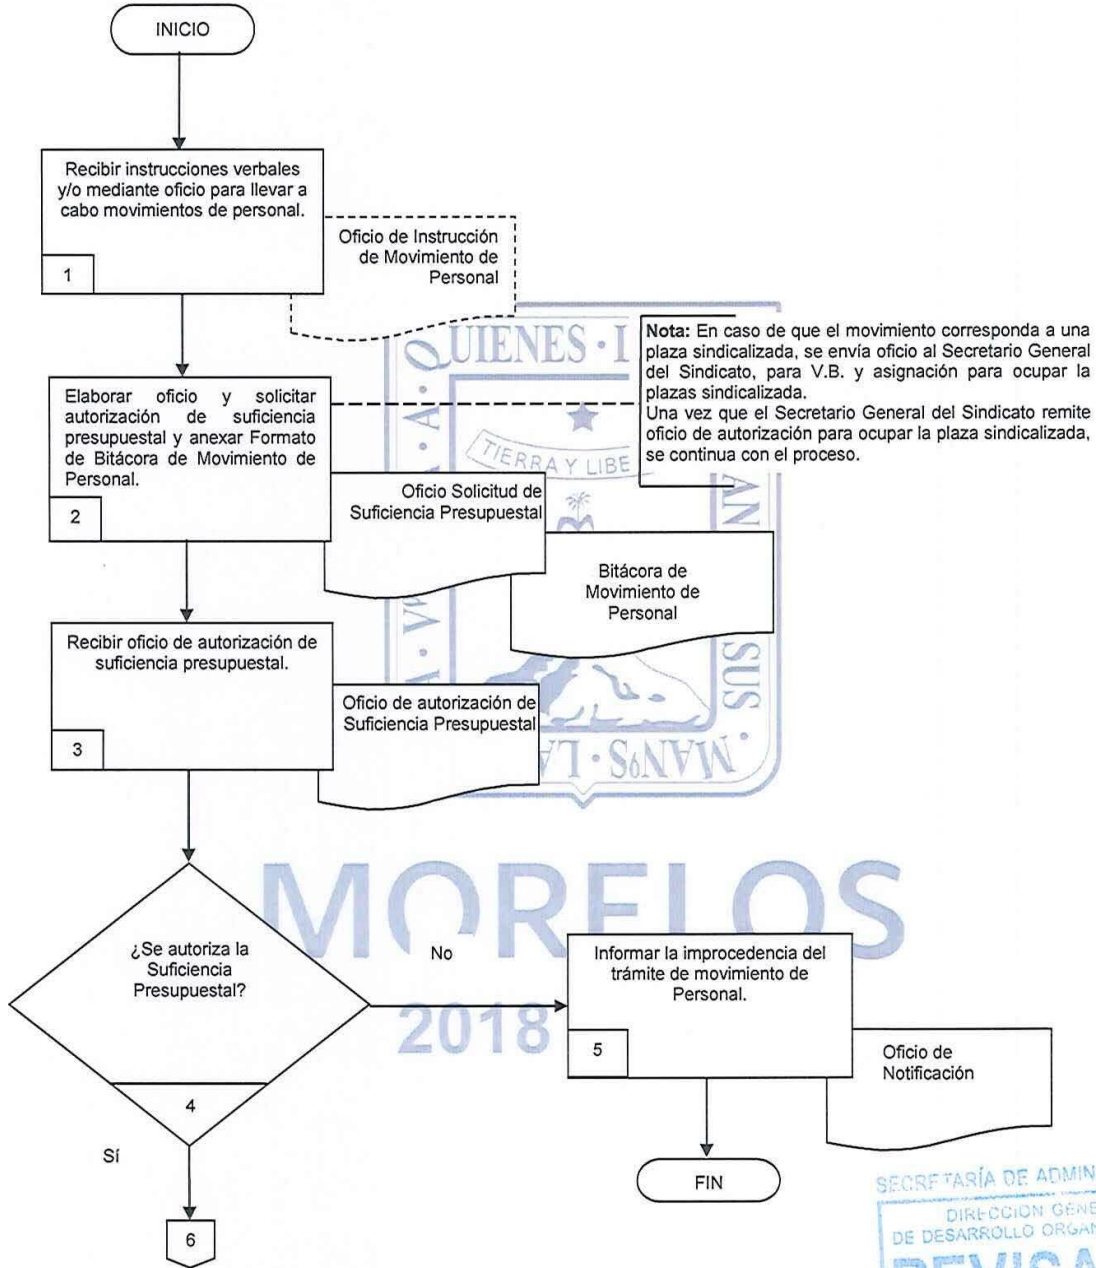 INICIO
Recibir instrucciones verbales
y/o mediante oficio para llevar a
cabo movimientos de personal.
1
Oficio de Instrucción
de Movimiento de
Personal
QUIENES · 
Nota: En caso de que el movimiento corresponda a una
plaza sindicalizada, se envía oficio al Secretario General
del Sindicato, para V.B. y asignación para ocupar la
plazas sindicalizada.
Una vez que el Secretario General del Sindicato remite
oficio de autorización para ocupar la plaza sindicalizada,
se continua con el proceso.
Elaborar oficio y solicitar
autorización de suficiencia
presupuestal y anexar Formato
de Bitácora de Movimiento de
Personal.
2
TIERRA Y LIBE
Oficio Solicitud de
Suficiencia Presupuestal
Bitácora de
Movimiento de
Personal
Recibir oficio de autorización de
suficiencia presupuestal.
3
Oficio de autorización de
Suficiencia Presupuestal
SUS
MANOS · LA
MORELOS
2018
¿Se autoriza la
Suficiencia
Presupuestal?
4
No
Informar la improcedencia del
trámite de movimiento de
Personal.
5
Oficio de
Notificación
Sí
FIN
6
SECRETARÍA DE ADMIN
DIRECCIÓN GENE
DE DESARROLLO ORGAN